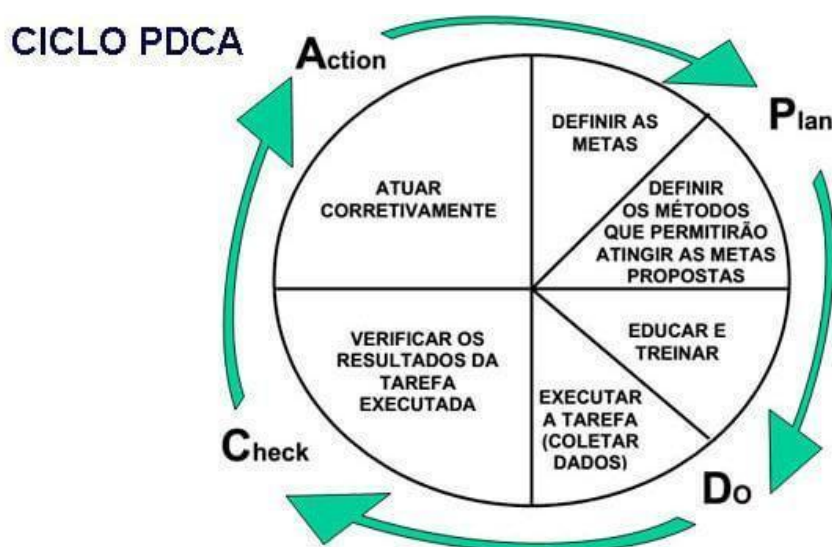 CICLO PDCA
Action
Plan
DEFINIR AS
METAS
DEFINIR
OS MÉTODOS
QUE PERMITIRÃO
ATINGIR AS METAS
PROPOSTAS
EDUCAR E
TREINAR
EXECUTAR
A TAREFA
(COLETAR
DADOS)
Do
VERIFICAR OS
RESULTADOS DA
TAREFA
EXECUTADA
Check
ATUAR
CORRETIVAMENTE